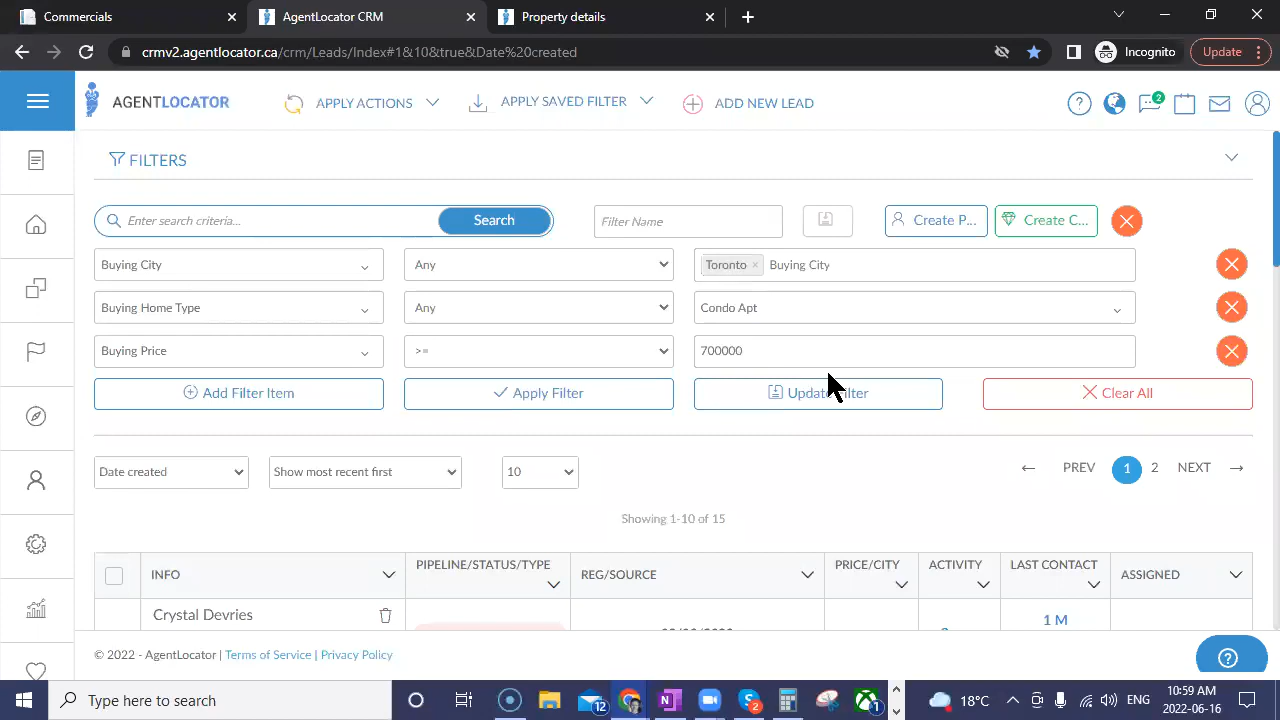 Commercials
AgentLocator CRM
Property details
crmv2.agentlocator.ca/crm/Leads/Index#1&10&true&Date%20created
Incognito
Update
AGENTLOCATOR
APPLY ACTIONS
APPLY SAVED FILTER
ADD NEW LEAD
2
FILTERS
Enter search criteria...
Search
Filter Name
Create P...
Create C...
Buying City
Any
Toronto × Buying City
Buying Home Type
Any
Condo Apt
Buying Price
>=
700000
Add Filter Item
Apply Filter
Update Filter
Clear All
Date created
Show most recent first
10
PREV
1
2
NEXT
Showing 1-10 of 15
INFO
PIPELINE/STATUS/TYPE
REG/SOURCE
PRICE/CITY
ACTIVITY
LAST CONTACT
ASSIGNED
Crystal Devries
1 M
© 2022 - AgentLocator | Terms of Service | Privacy Policy
Type here to search
12
2
1
18°C
ENG
10:59 AM
2022-06-16